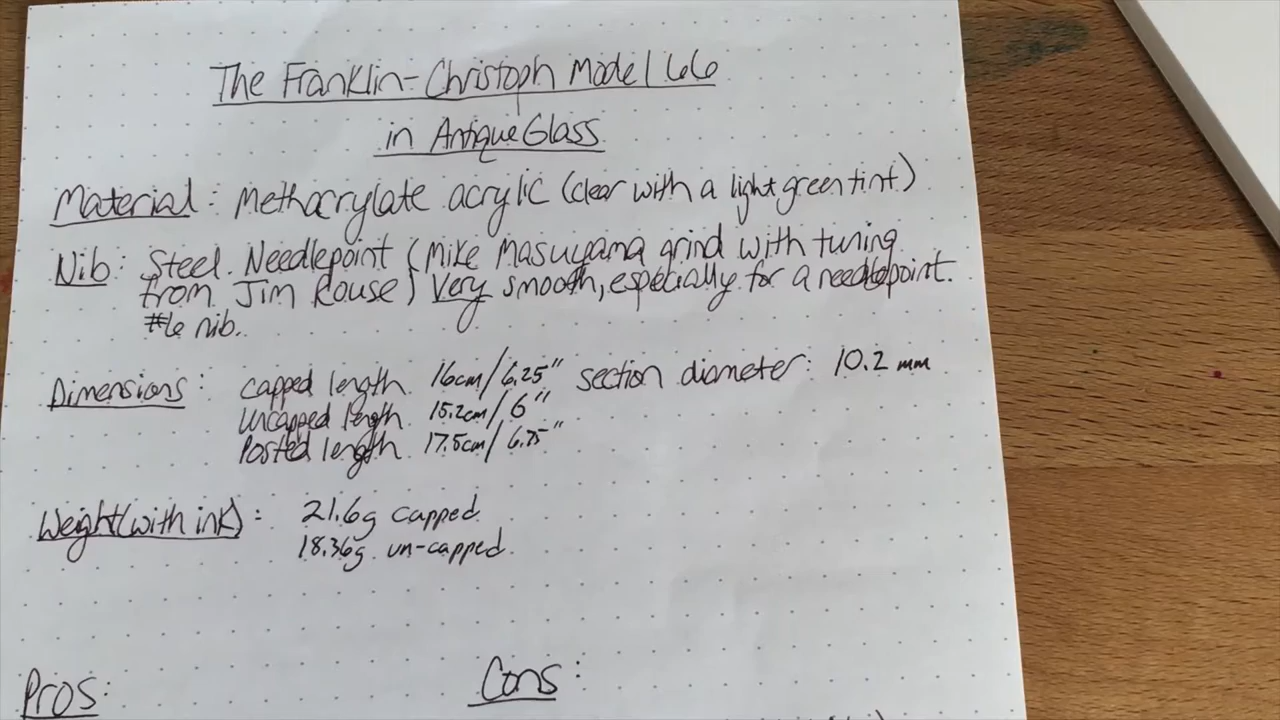 The Franklin-Christoph Model 66
in Antique Glass
Material: Methacrylate acrylic (clear with a light green tint)
Nib: Steel. Needlepoint (Mike Masuyama grind with tuning
from Jim Rouse) Very smooth, especially for a needlepoint.
#6 nib.
Dimensions: capped length 16cm/6.25" section diameter: 10.2 mm
Uncapped length 15.2cm/6"
Posted length 17.5cm/6.75"
Weight (with ink): 21.6g capped.
18.36g un-capped.
Pros: Cons: